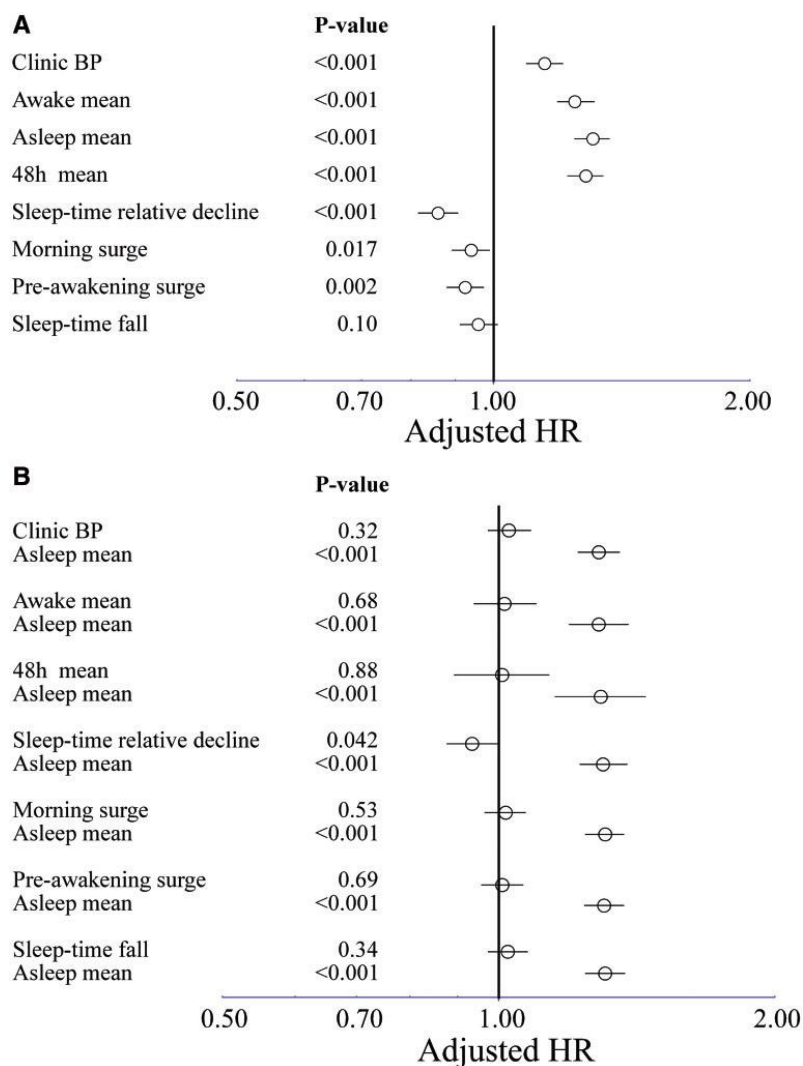 A P-value
Clinic BP <0.001
Awake mean <0.001
Asleep mean <0.001
48h mean <0.001
Sleep-time relative decline <0.001
Morning surge 0.017
Pre-awakening surge 0.002
Sleep-time fall 0.10
0.50 0.70 1.00 2.00
Adjusted HR
B P-value
Clinic BP 0.32
Asleep mean <0.001
Awake mean 0.68
Asleep mean <0.001
48h mean 0.88
Asleep mean <0.001
Sleep-time relative decline 0.042
Asleep mean <0.001
Morning surge 0.53
Asleep mean <0.001
Pre-awakening surge 0.69
Asleep mean <0.001
Sleep-time fall 0.34
Asleep mean <0.001
0.50 0.70 1.00 2.00
Adjusted HR